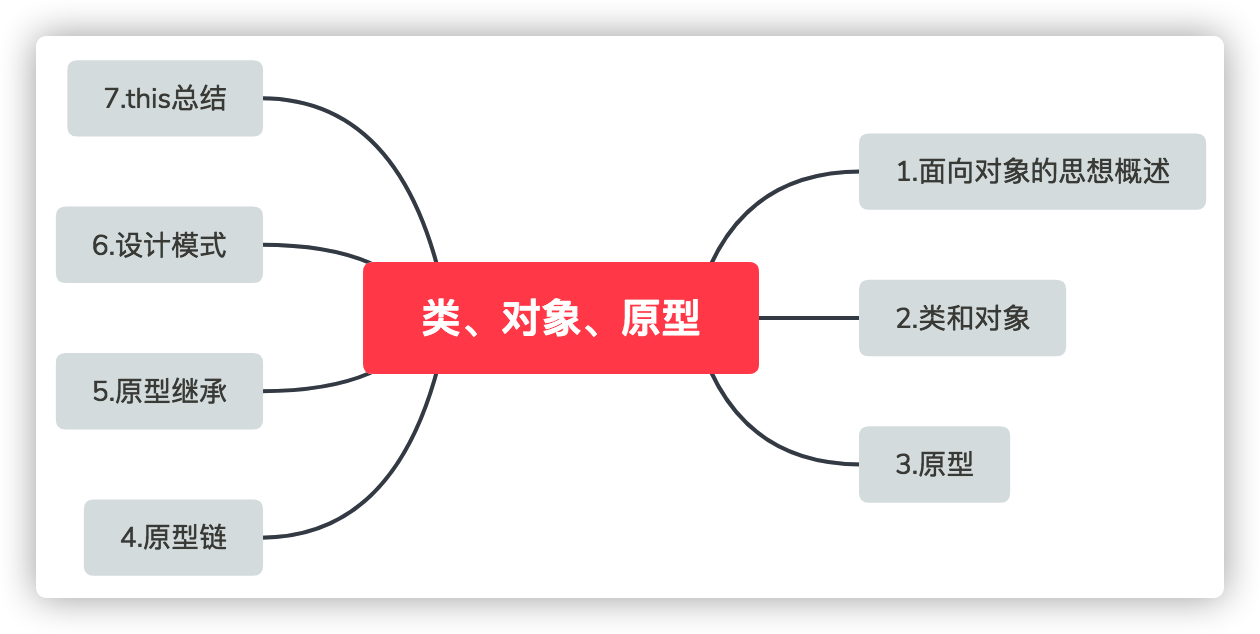 类、对象、原型
1.面向对象的思想概述
2.类和对象
3.原型
4.原型链
5.原型继承
6.设计模式
7.this总结